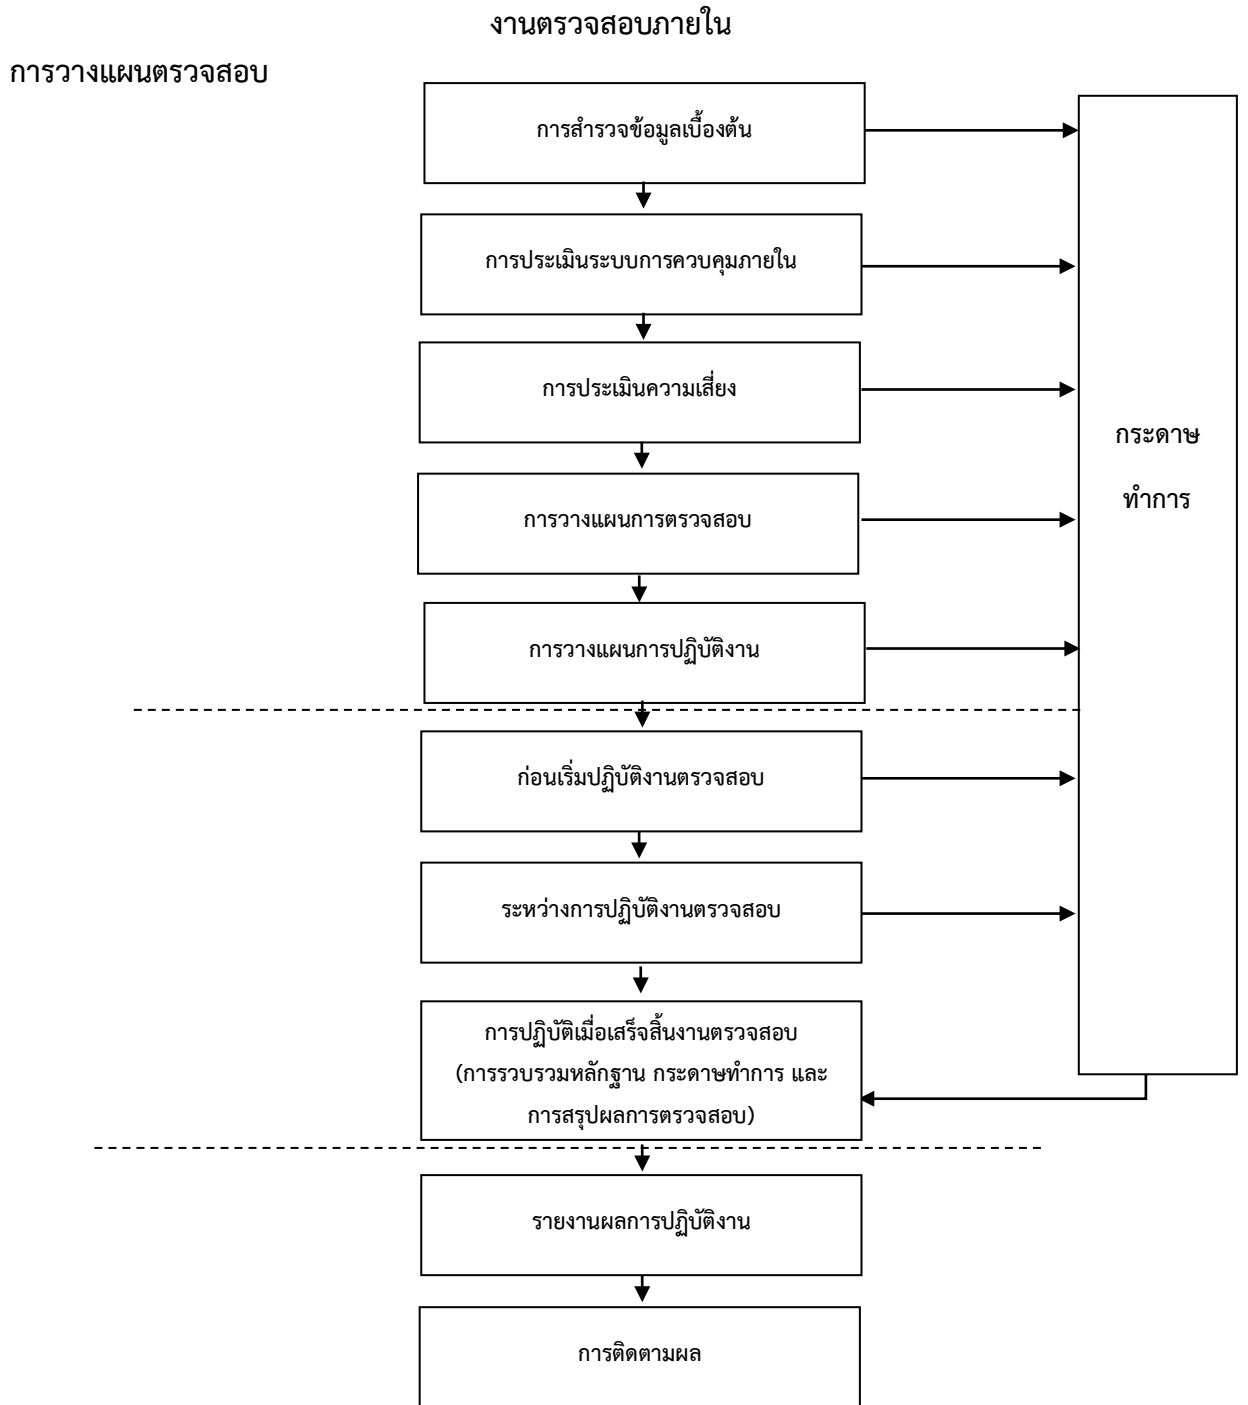 งานตรวจสอบภายใน
การวางแผนตรวจสอบ
การสำรวจข้อมูลเบื้องต้น
การประเมินระบบการควบคุมภายใน
การประเมินความเสี่ยง
การวางแผนการตรวจสอบ
การวางแผนการปฏิบัติงาน
ก่อนเริ่มปฏิบัติงานตรวจสอบ
ระหว่างการปฏิบัติงานตรวจสอบ
การปฏิบัติเมื่อเสร็จสิ้นงานตรวจสอบ
(การรวบรวมหลักฐาน กระดาษทำการ และ
การสรุปผลการตรวจสอบ)
รายงานผลการปฏิบัติงาน
การติดตามผล
กระดาษ
ทำการ